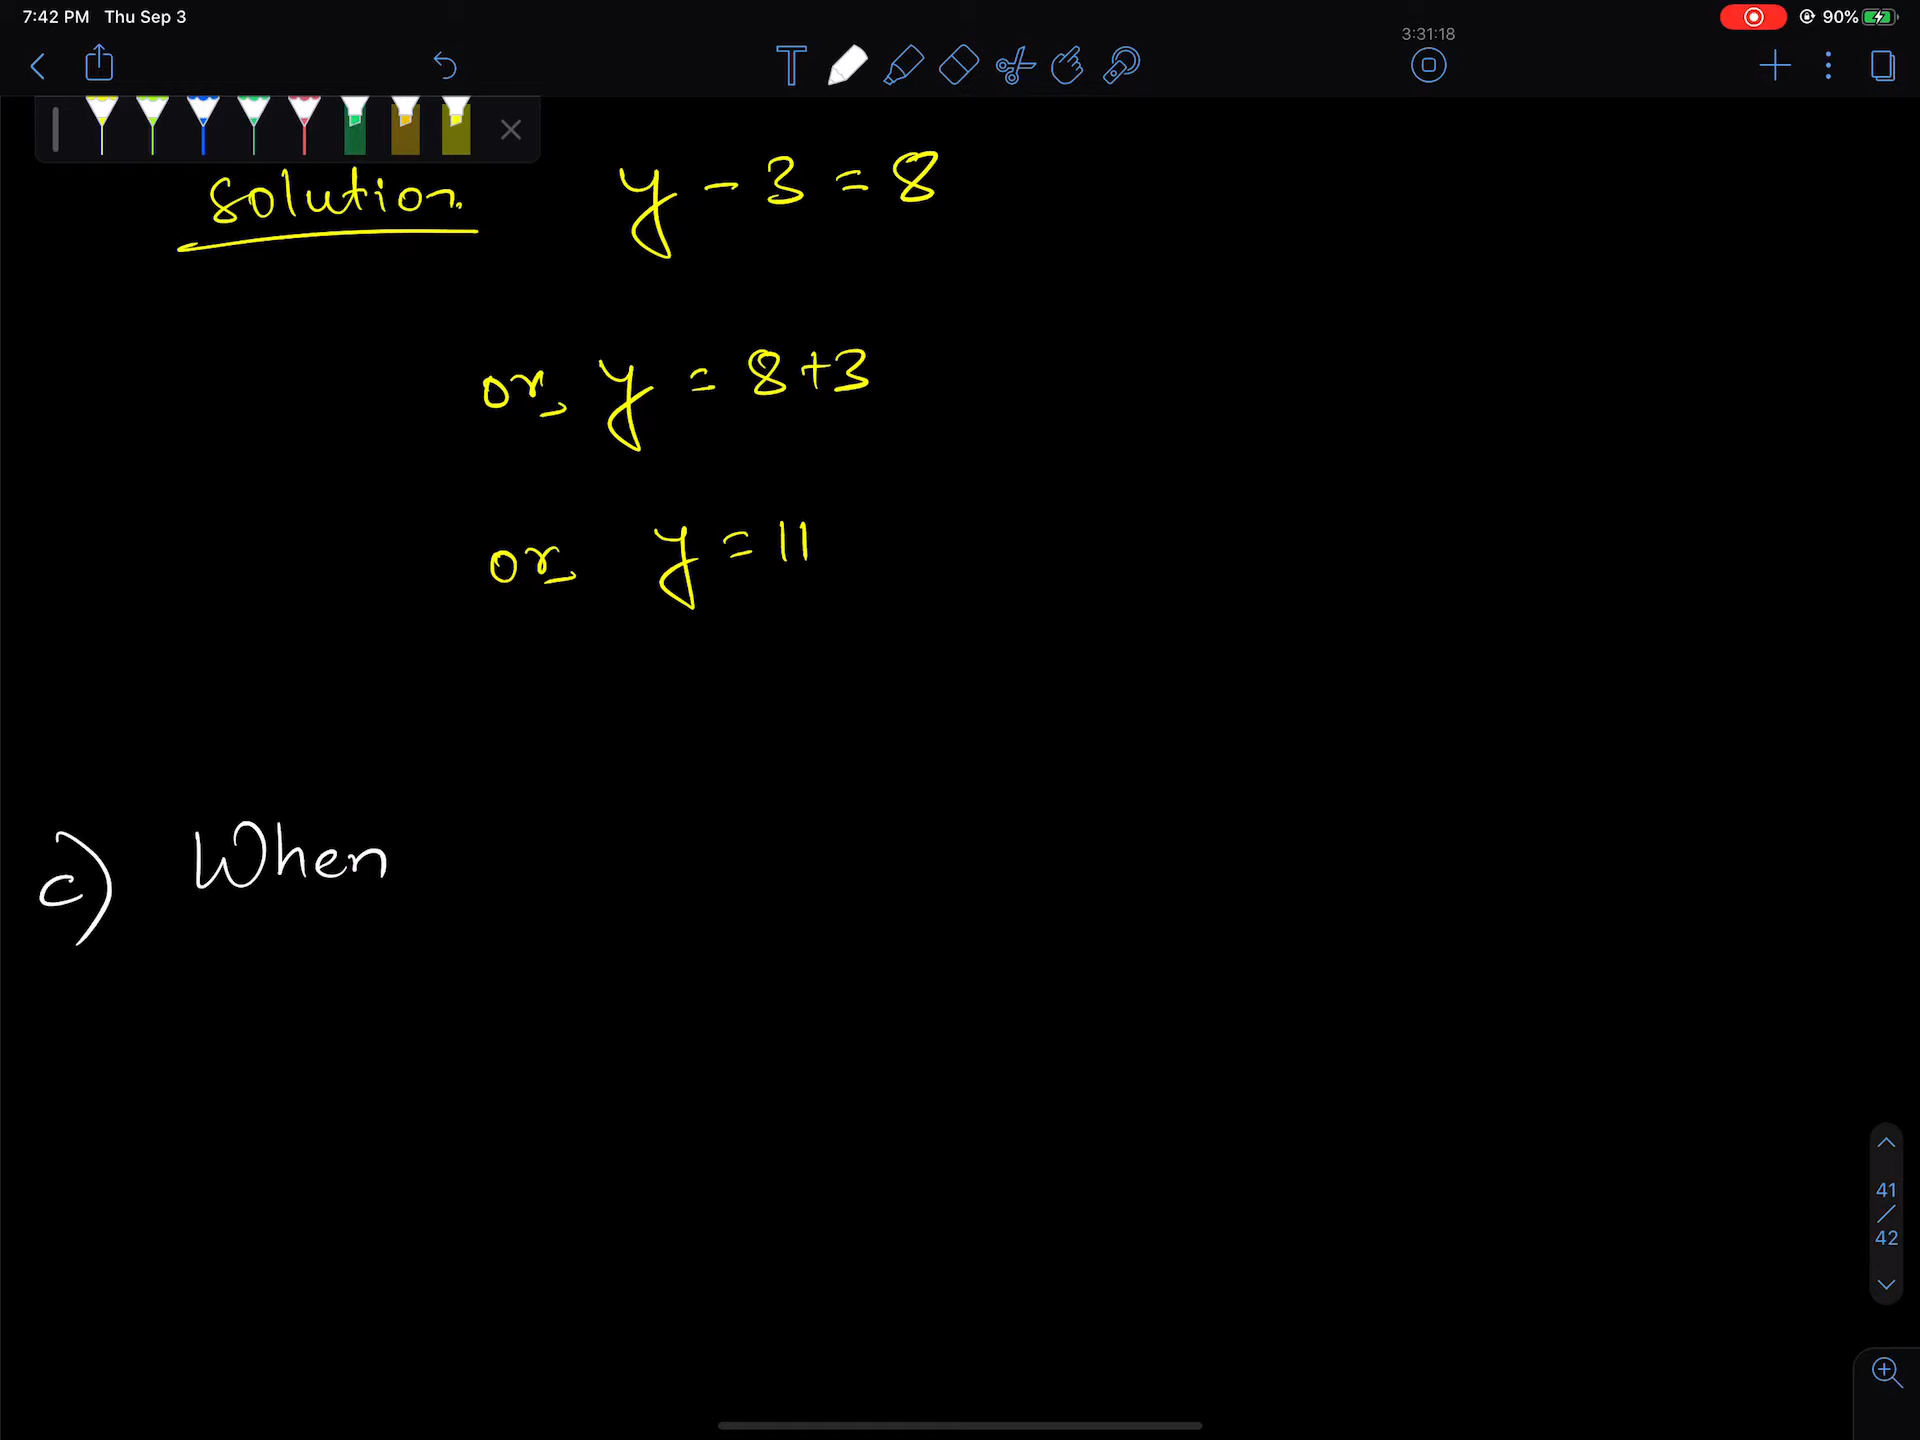 7:42 PM Thu Sep 3
90%
3:31:18
Solution. y - 3 = 8
or, y = 8+3
or, y = 11
c) When
41
/
42